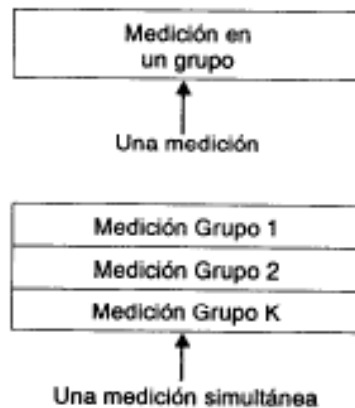 Medición en
un grupo
Una medición
Medición Grupo 1
Medición Grupo 2
Medición Grupo K
Una medición simultánea